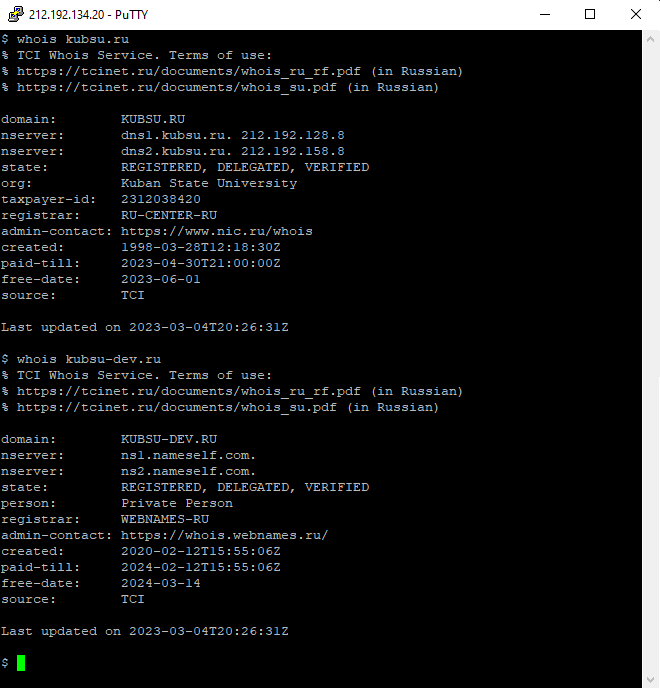 212.192.134.20 - PuTTY
$ whois kubsu.ru
% TCI Whois Service. Terms of use:
% https://tcinet.ru/documents/whois_ru_rf.pdf (in Russian)
% https://tcinet.ru/documents/whois_su.pdf (in Russian)

domain:        KUBSU.RU
nserver:       dns1.kubsu.ru. 212.192.128.8
nserver:       dns2.kubsu.ru. 212.192.158.8
state:         REGISTERED, DELEGATED, VERIFIED
org:           Kuban State University
taxpayer-id:   2312038420
registrar:     RU-CENTER-RU
admin-contact: https://www.nic.ru/whois
created:       1998-03-28T12:18:30Z
paid-till:     2023-04-30T21:00:00Z
free-date:     2023-06-01
source:        TCI

Last updated on 2023-03-04T20:26:31Z

$ whois kubsu-dev.ru
% TCI Whois Service. Terms of use:
% https://tcinet.ru/documents/whois_ru_rf.pdf (in Russian)
% https://tcinet.ru/documents/whois_su.pdf (in Russian)

domain:        KUBSU-DEV.RU
nserver:       ns1.nameself.com.
nserver:       ns2.nameself.com.
state:         REGISTERED, DELEGATED, VERIFIED
person:        Private Person
registrar:     WEBNAMES-RU
admin-contact: https://whois.webnames.ru/
created:       2020-02-12T15:55:06Z
paid-till:     2024-02-12T15:55:06Z
free-date:     2024-03-14
source:        TCI

Last updated on 2023-03-04T20:26:31Z

$